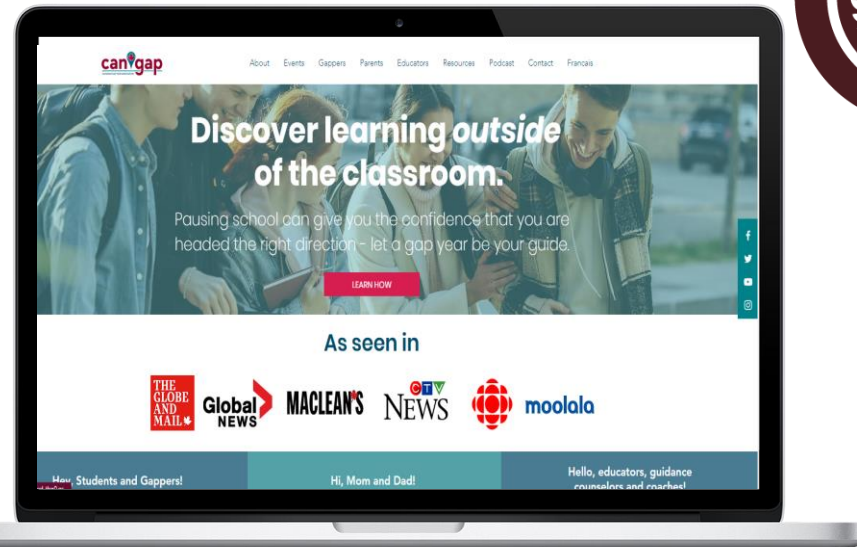 can gap
About Events Gappers Parents Educators Resources Podcast Contact Francais
Discover learning outside
of the classroom.
Pausing school can give you the confidence that you are
headed the right direction - let a gap year be your guide.
LEARN HOW
As seen in
THE
GLOBE
AND
MAIL
Global
NEWS
MACLEAN'S
CTV
NEWS
moolala
Hey, Students and Gappers!
Hi, Mom and Dad!
Hello, educators, guidance
counselors and coaches!